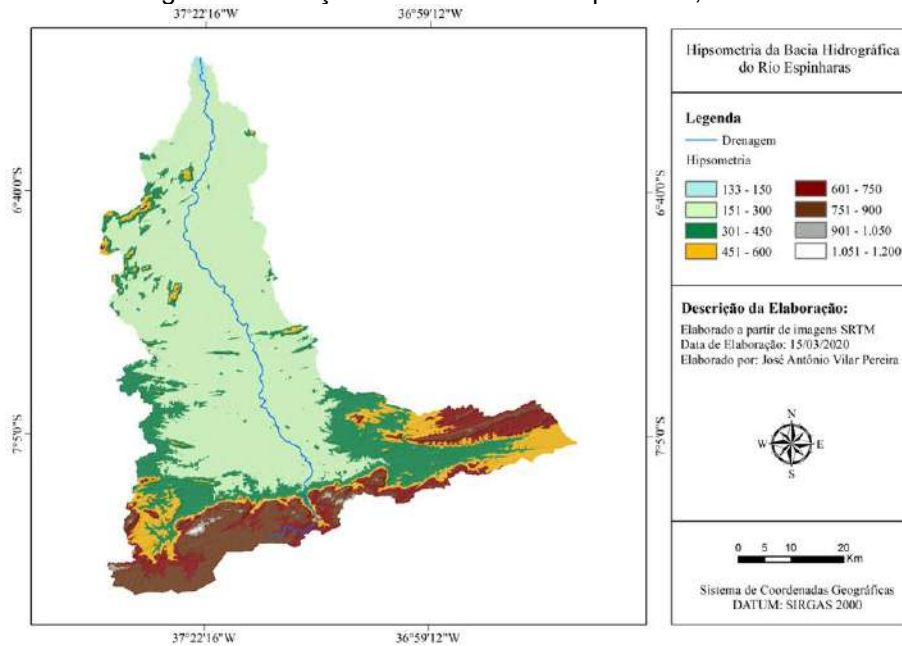 37°22'16"W 36°59'12"W
6°40'0"S
7°5'0"S
6°40'0"S
7°5'0"S
37°22'16"W 36°59'12"W
Hipsometria da Bacia Hidrográfica
do Rio Espinharas
Legenda
Drenagem
Hipsometria
133 - 150 601 - 750
151 - 300 751 - 900
301 - 450 901 - 1.050
451 - 600 1.051 - 1.200
Descrição da Elaboração:
Elaborado a partir de imagens SRTM
Data de Elaboração: 15/03/2020
Elaborado por: José Antônio Vilar Pereira
N
W E
S
0 5 10 20
Km
Sistema de Coordenadas Geográficas
DATUM: SIRGAS 2000